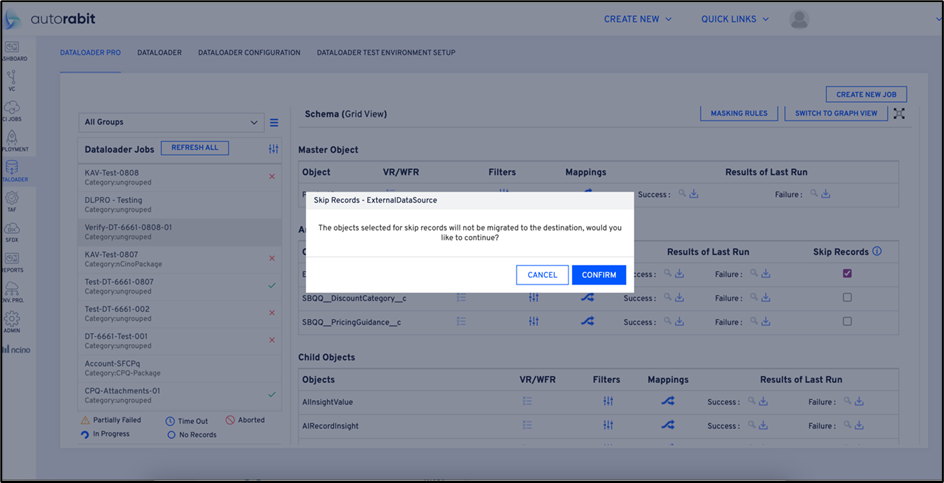 autorabit
CREATE NEW
QUICK LINKS
DATALOADER PRO
DATALOADER
DATALOADER CONFIGURATION
DATALOADER TEST ENVIRONMENT SETUP
ASHBOARD
VC
CI JOBS
PLOYMENT
ATALOADER
TAF
SFDX
REPORTS
ENV. PRO.
ADMIN
ncino
CREATE NEW JOB
All Groups
Dataloader Jobs
REFRESH ALL
KAV-Test-0808
Category:ungrouped
DLPRO - Testing
Category:ungrouped
Verify-DT-6661-0808-01
Category:ungrouped
KAV-Test-0807
Category:nCinoPackage
Test-DT-6661-0807
Category:ungrouped
Test-DT-6661-002
Category:ungrouped
DT-6661-Test-001
Category:ungrouped
Account-SFCPq
Category:CPQ-Package
CPQ-Attachments-01
Category:ungrouped
Partially Failed
Time Out
Aborted
In Progress
No Records
Schema (Grid View)
MASKING RULES
SWITCH TO GRAPH VIEW
Master Object
Object VR/WFR Filters Mappings Results of Last Run
Success : Failure :
Skip Records - ExternalDataSource
The objects selected for skip records will not be migrated to the destination, would you
like to continue?
CANCEL
CONFIRM
Results of Last Run Skip Records
Success : Failure :
SBQQ__DiscountCategory__c Success : Failure :
SBQQ__PricingGuidance__c Success : Failure :
Child Objects
Objects VR/WFR Filters Mappings Results of Last Run
AIInsightValue Success : Failure :
AIRecordInsight Success : Failure :